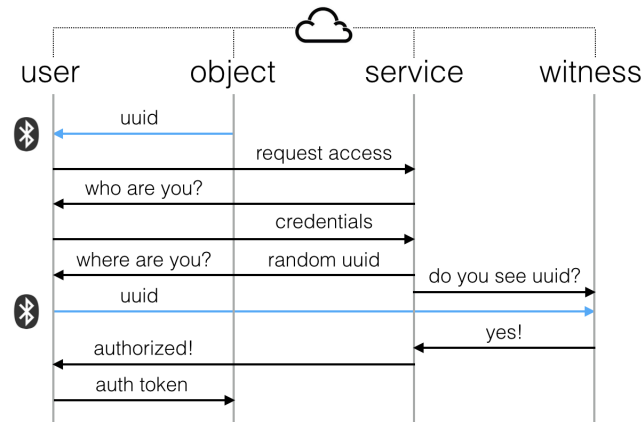 user object service witness
uuid
request access
who are you?
credentials
where are you? random uuid
do you see uuid?
uuid
yes!
authorized!
auth token